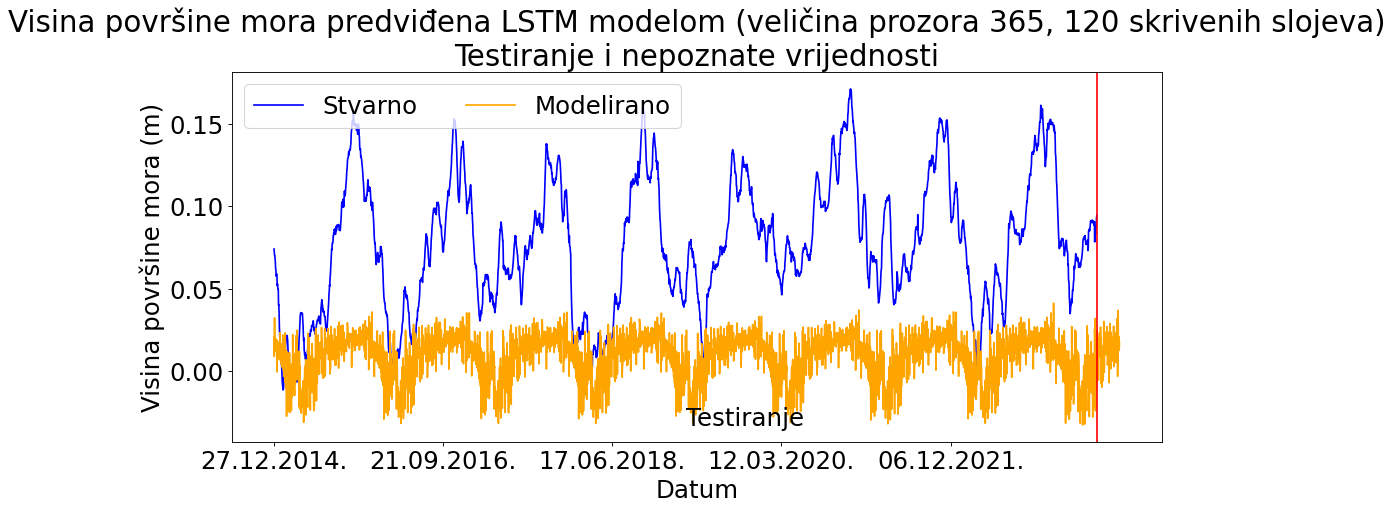 Visina površine mora predviđena LSTM modelom (veličina prozora 365, 120 skrivenih slojeva)
Testiranje i nepoznate vrijednosti
Stvarno
Modelirano
Visina površine mora (m)
0.15
0.10
0.05
0.00
Testiranje
27.12.2014.
21.09.2016.
17.06.2018.
12.03.2020.
06.12.2021.
Datum